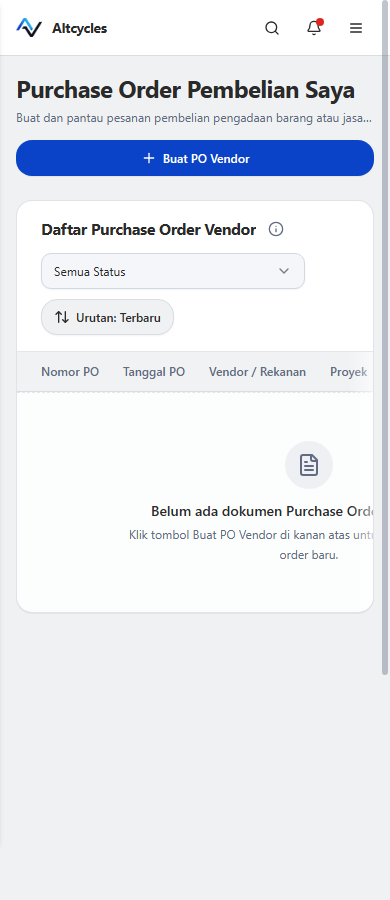 Altcycles
Purchase Order Pembelian Saya
Buat dan pantau pesanan pembelian pengadaan barang atau jasa...
Buat PO Vendor
Daftar Purchase Order Vendor
Semua Status
Urutan: Terbaru
Nomor PO Tanggal PO Vendor / Rekanan Proyek
Belum ada dokumen Purchase Orde
Klik tombol Buat PO Vendor di kanan atas untu
order baru.